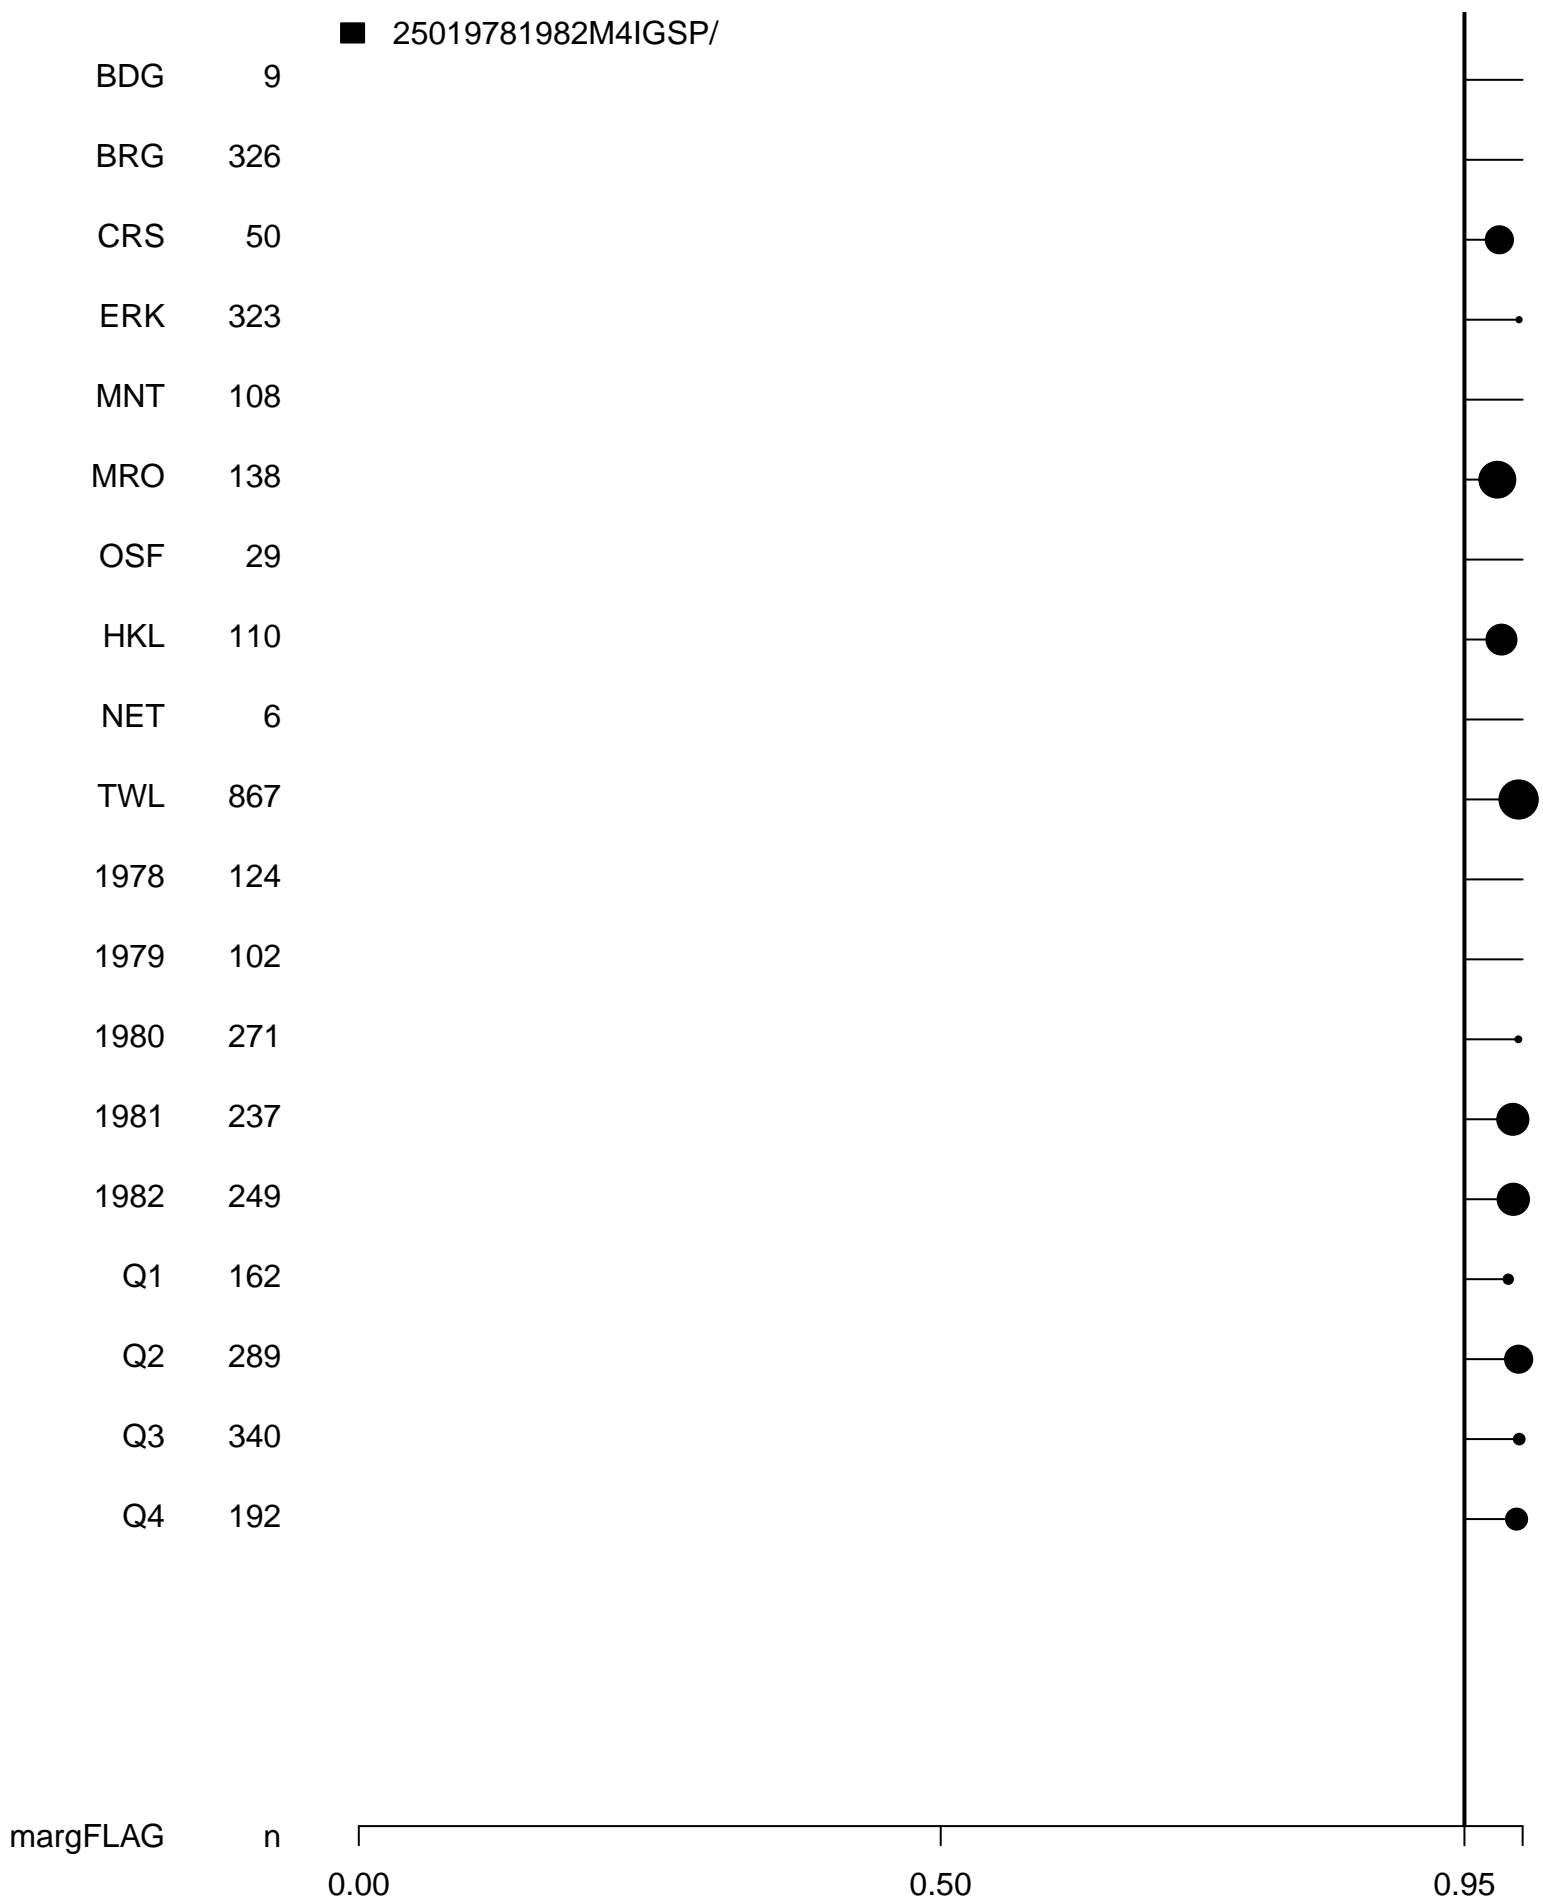 25019781982M4IGSP/
BDG 9
BRG 326
CRS 50
ERK 323
MNT 108
MRO 138
OSF 29
HKL 110
NET 6
TWL 867
1978 124
1979 102
1980 271
1981 237
1982 249
Q1 162
Q2 289
Q3 340
Q4 192
margFLAG n
0.00 0.50 0.95